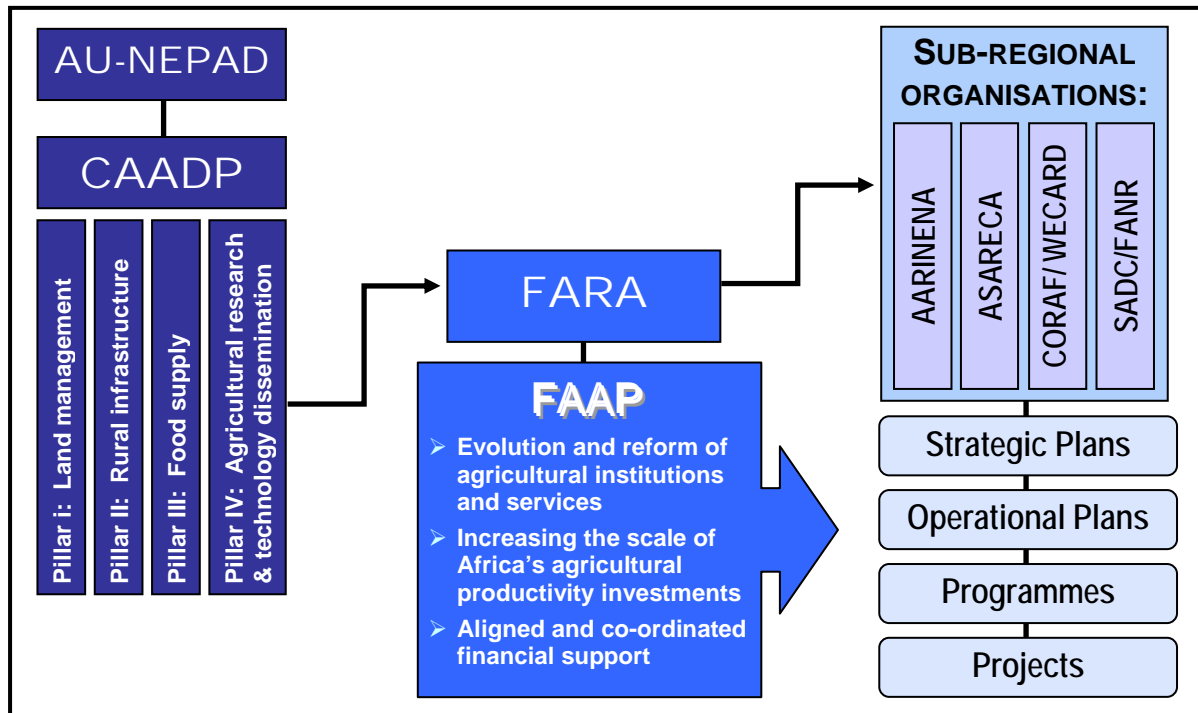 AU-NEPAD
CAADP
Pillar i: Land management
Pillar II: Rural infrastructure
Pillar III: Food supply
Pillar IV: Agricultural research
& technology dissemination
FARA
FAAP
➢ Evolution and reform of
agricultural institutions
and services
➢ Increasing the scale of
Africa's agricultural
productivity investments
➢ Aligned and co-ordinated
financial support
SUB-REGIONAL
ORGANISATIONS:
AARINENA
ASARECA
CORAF/WECARD
SADC/FANR
Strategic Plans
Operational Plans
Programmes
Projects